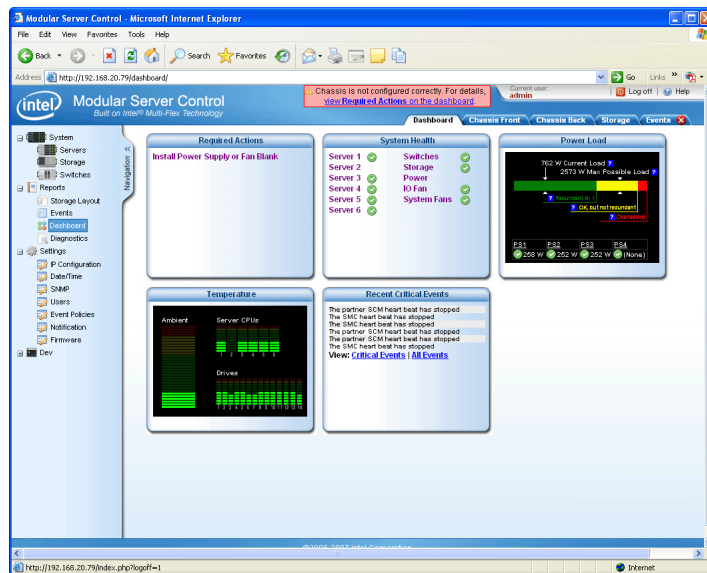 Modular Server Control - Microsoft Internet Explorer
File Edit View Favorites Tools Help
Back Search Favorites
Address http://192.168.20.79/dashboard/ Go Links
intel Modular Server Control
Built on Intel® Multi-Flex Technology
Chassis is not configured correctly. For details,
view Required Actions on the dashboard.
Current user:
admin
Log off Help
Dashboard Chassis Front Chassis Back Storage Events
System
Servers
Storage
Switches
Reports
Storage Layout
Events
Dashboard
Diagnostics
Settings
IP Configuration
Date/Time
SNMP
Users
Event Policies
Notification
Firmware
Dev
Navigation
Required Actions
Install Power Supply or Fan Blank
System Health
Server 1 Switches
Server 2 Storage
Server 3 Power
Server 4 IO Fan
Server 5 System Fans
Server 6
Power Load
762 W Current Load ?
2573 W Max Possible Load ?
? Redundant N+1
? OK, but not redundant
?
PS1 PS2 PS3 PS4
258 W 252 W 252 W (None)
Temperature
Ambient Server CPUs
1 2 3 4 5 6
Drives
1 2 3 4 5 6 7 8 9 10 11 12 13 14
Recent Critical Events
The partner SCM heart beat has stopped
The SMC heart beat has stopped
The SMC heart beat has stopped
The partner SCM heart beat has stopped
The partner SCM heart beat has stopped
The SMC heart beat has stopped
View: Critical Events | All Events
©2006-2007 Intel Corporation
http://192.168.20.79/index.php?logoff=1 Internet